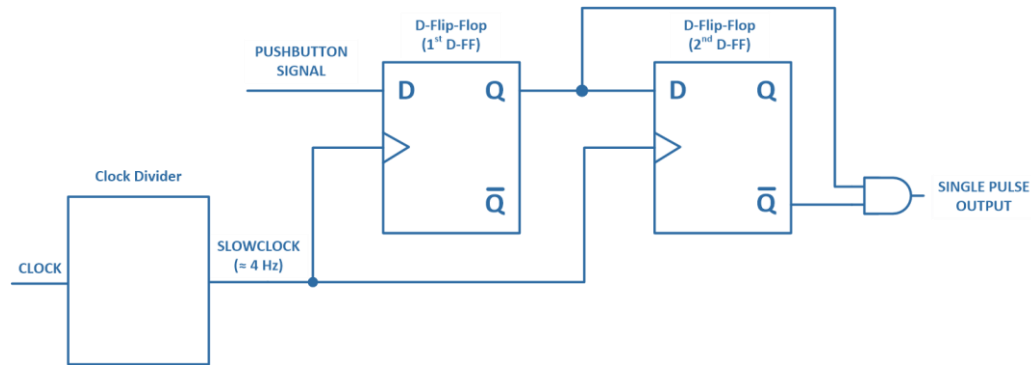 D-Flip-Flop
(1st D-FF)
D-Flip-Flop
(2nd D-FF)
PUSHBUTTON
SIGNAL
D Q
D Q
Q̅
Q̅
Clock Divider
SINGLE PULSE
OUTPUT
SLOWCLOCK
(≈ 4 Hz)
CLOCK